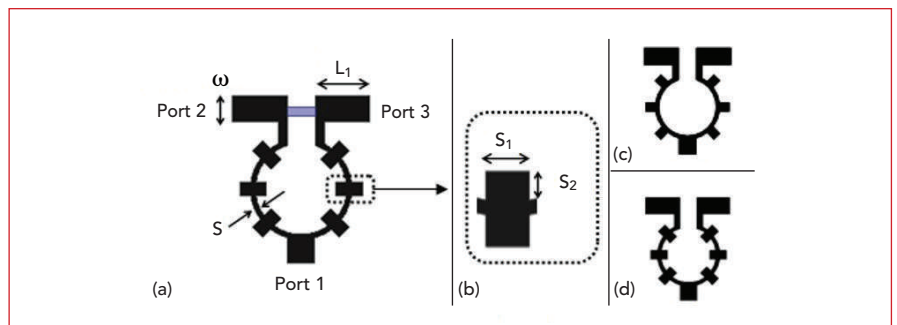 ω
L₁
Port 2
Port 3
S
Port 1
(a)
S₁
S₂
(b)
(c)
(d)